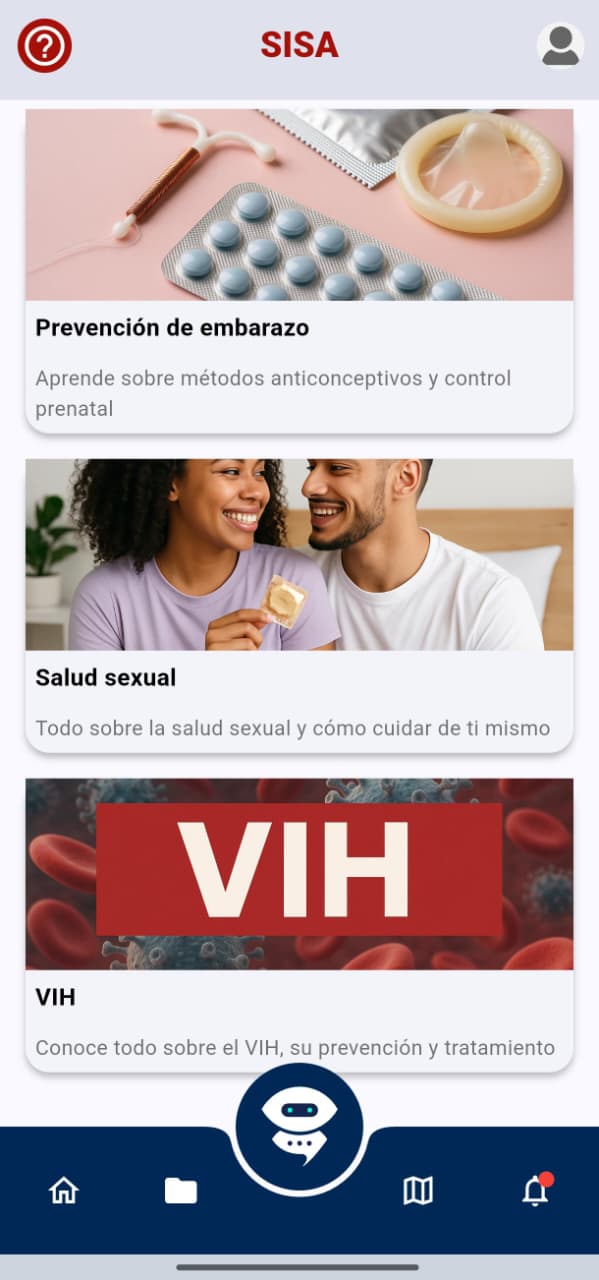 SISA
Prevención de embarazo
Aprende sobre métodos anticonceptivos y control
prenatal
Salud sexual
Todo sobre la salud sexual y cómo cuidar de ti mismo
VIH
VIH
Conoce todo sobre el VIH, su prevención y tratamiento